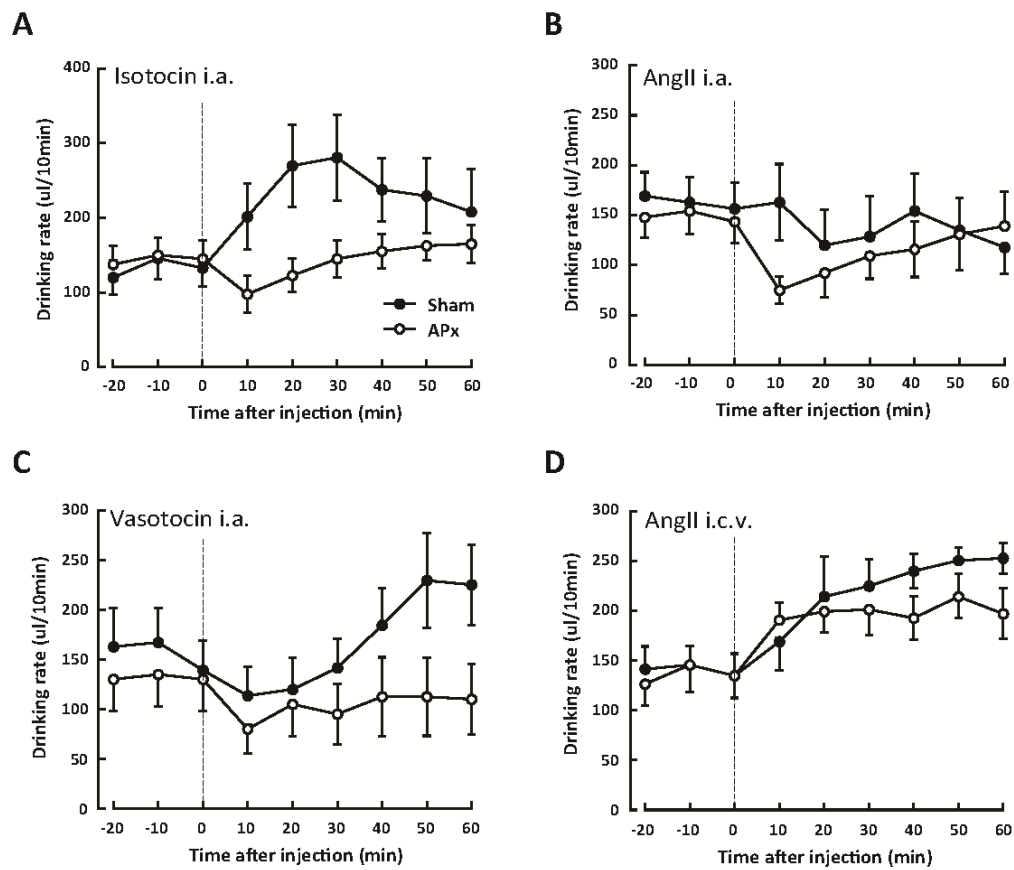 A
Isotocin i.a.
Drinking rate (ul/10min)
400
300
200
100
0
Sham
APx
-20 -10 0 10 20 30 40 50 60
Time after injection (min)
B
AngII i.a.
Drinking rate (ul/10min)
300
250
200
150
100
50
0
-20 -10 0 10 20 30 40 50 60
Time after injection (min)
C
Vasotocin i.a.
Drinking rate (ul/10min)
300
250
200
150
100
50
0
-20 -10 0 10 20 30 40 50 60
Time after injection (min)
D
AngII i.c.v.
Drinking rate (ul/10min)
300
250
200
150
100
50
0
-20 -10 0 10 20 30 40 50 60
Time after injection (min)